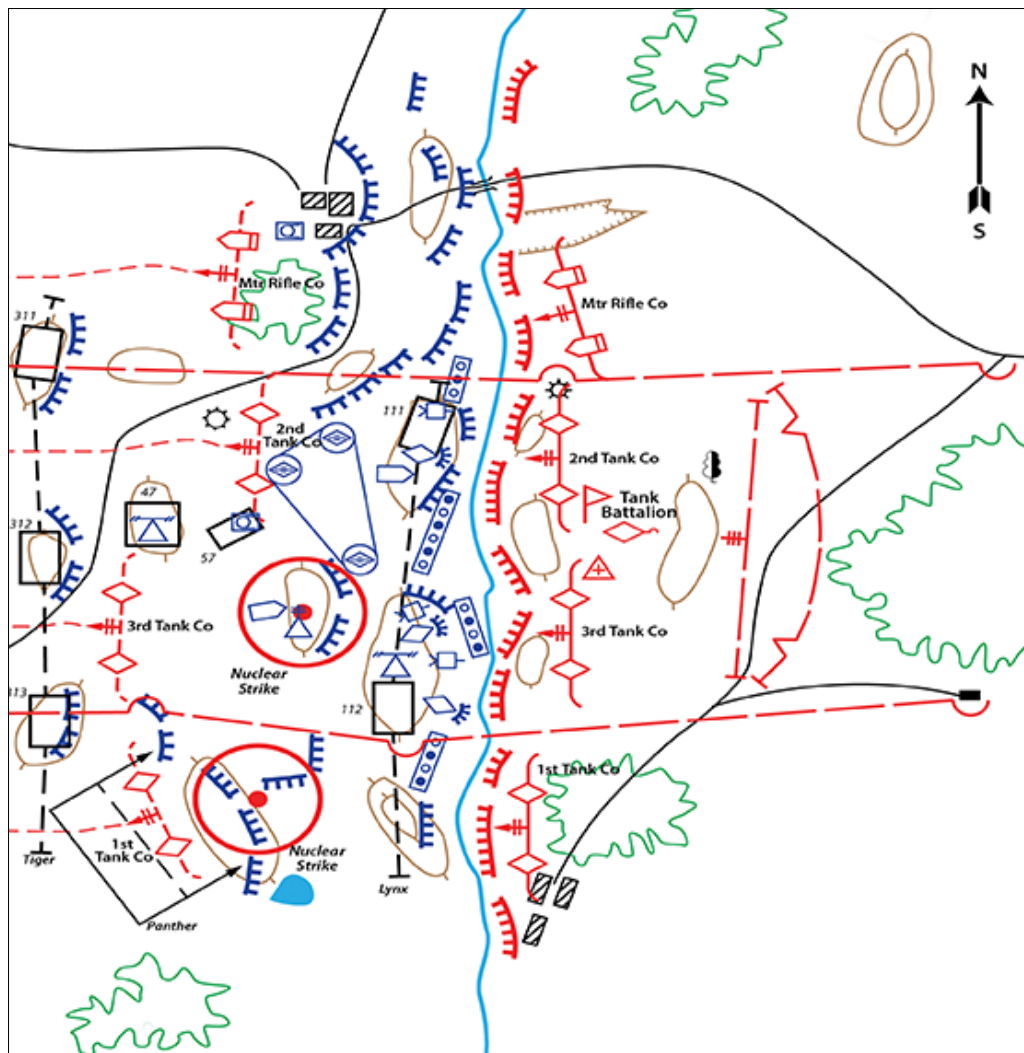 N
S
Mtr Rifle Co
Mtr Rifle Co
311
111
2nd
Tank Co
2nd Tank Co
Tank
Battalion
47
312
57
3rd Tank Co
3rd Tank Co
Nuclear
Strike
313
112
1st Tank Co
1st
Tank Co
Nuclear
Strike
Tiger
Lynx
Panther